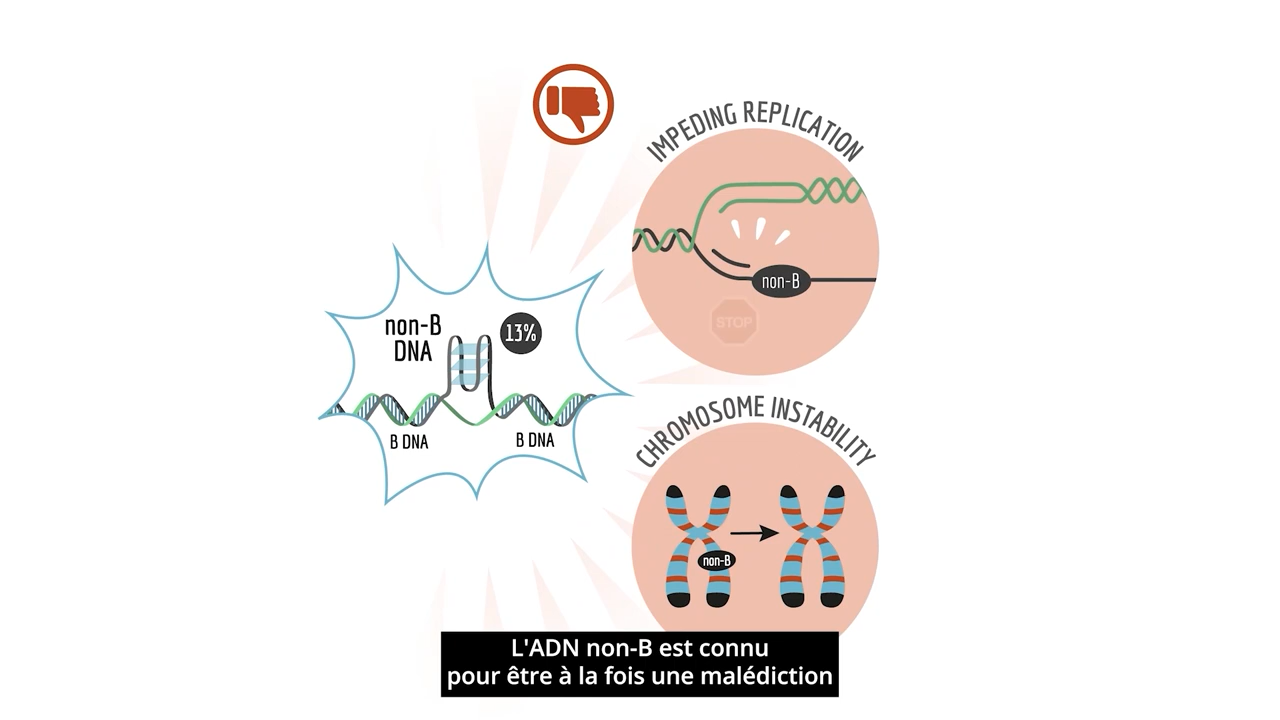 IMPEDING REPLICATION
non-B
STOP
non-B
DNA
13%
B DNA
B DNA
CHROMOSOME INSTABILITY
non-B
L'ADN non-B est connu
pour être à la fois une malédiction